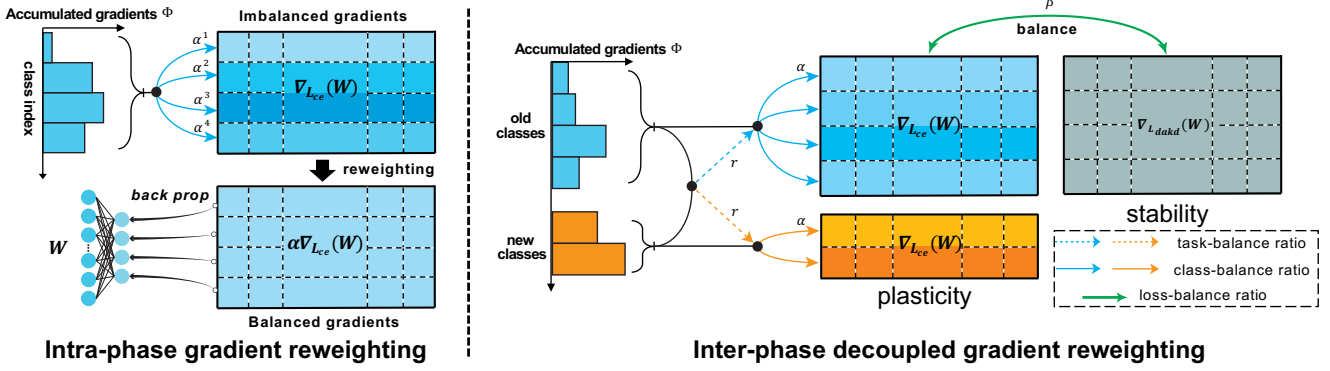 Accumulated gradients Φ
Imbalanced gradients
class index
α¹
α²
α³
α⁴
∇L_ce(W)
reweighting
back prop
W
α∇L_ce(W)
Balanced gradients
Intra-phase gradient reweighting
ρ
balance
Accumulated gradients Φ
old
classes
α
∇L_ce(W)
∇L_dakd(W)
r
r
stability
new
classes
α
∇L_ce(W)
plasticity
task-balance ratio
class-balance ratio
loss-balance ratio
Inter-phase decoupled gradient reweighting